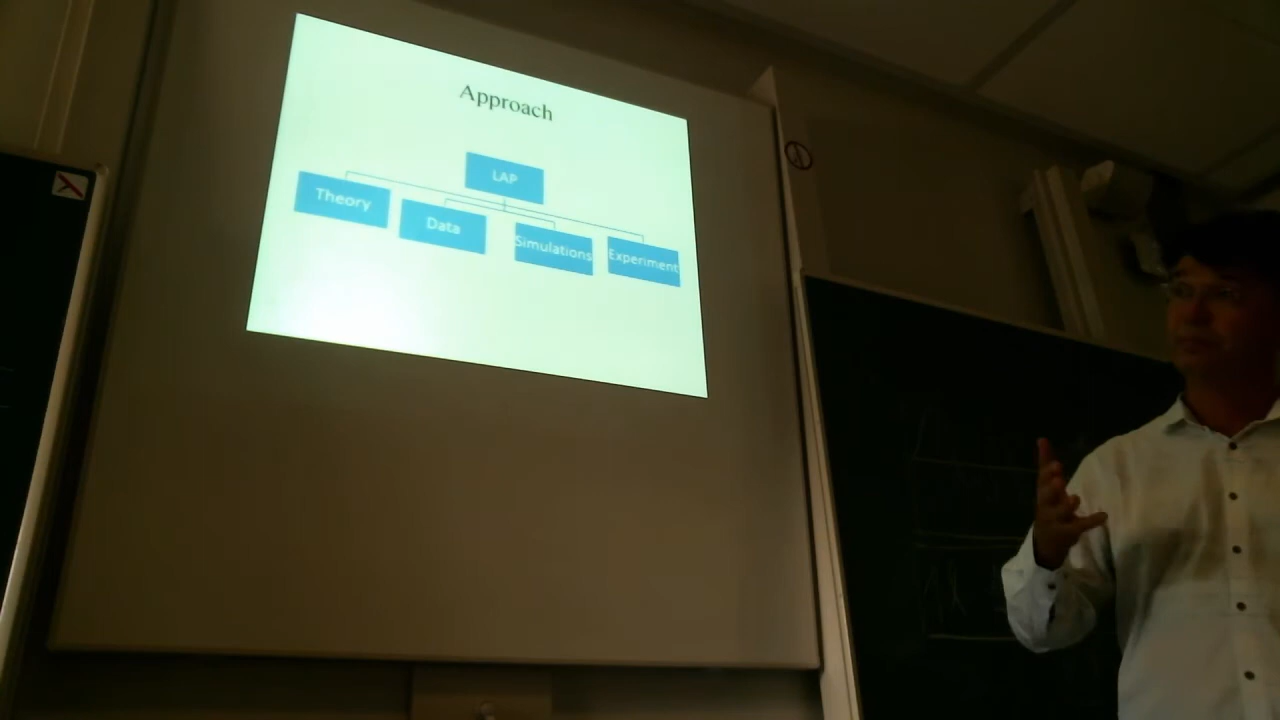 Approach
LAP
Theory
Data
Simulations
Experiment